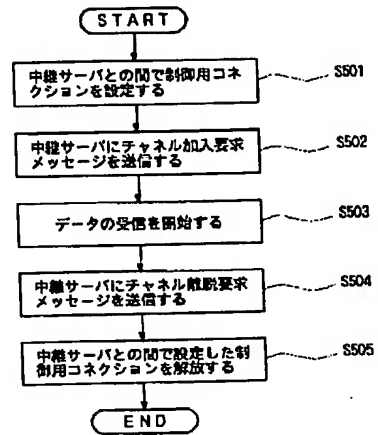 START
中継サーバとの間で制御用コネ
クションを設定する
S501
中継サーバにチャネル加入要求
メッセージを送信する
S502
データの受信を開始する
S503
中継サーバにチャネル離脱要求
メッセージを送信する
S504
中継サーバとの間で設定した制
御用コネクションを解放する
S505
END